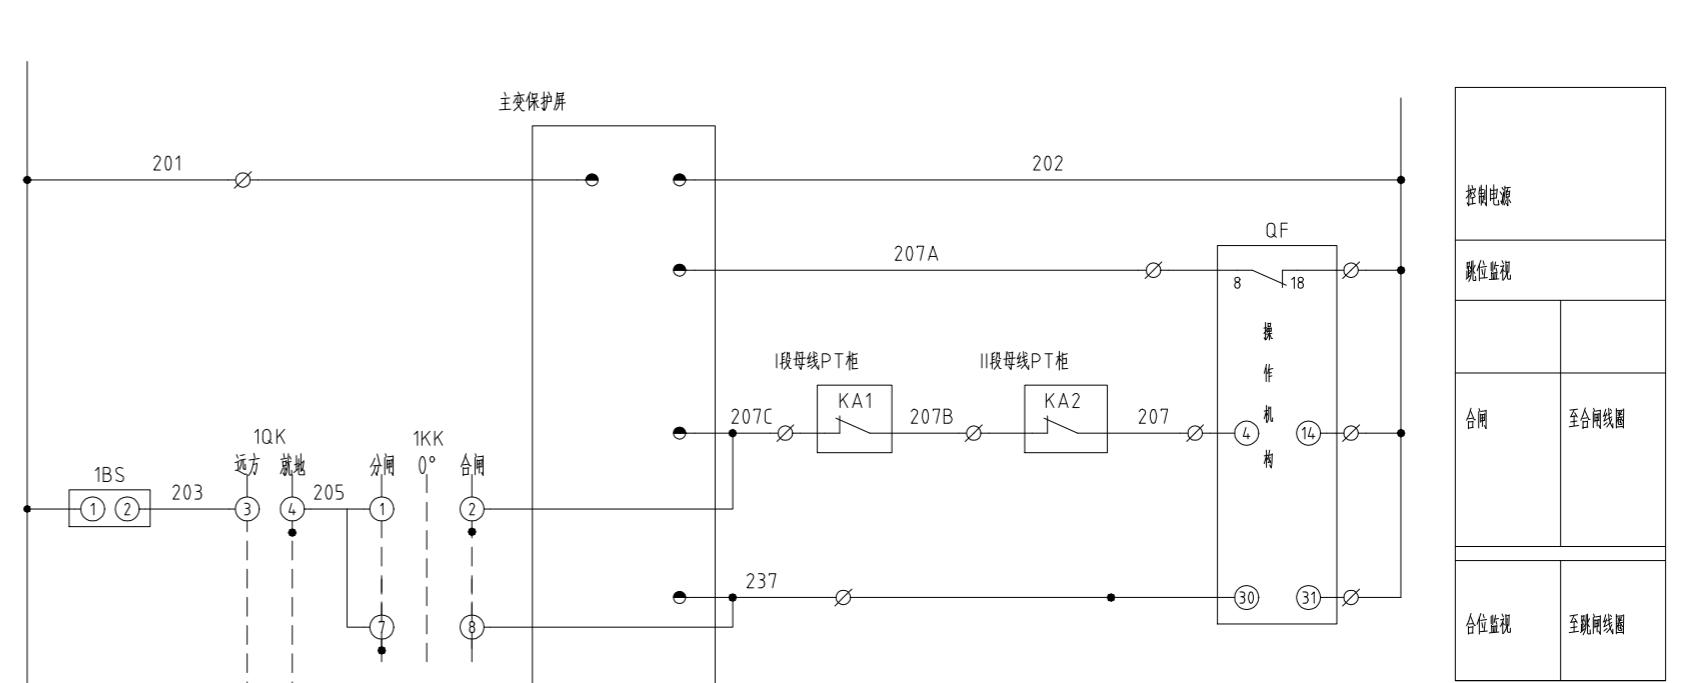 主变保护屏
201
202
控制电源
QF
207A
8
18
跳位监视
操作机构
I段母线PT柜
II段母线PT柜
KA1
KA2
207C
207B
207
4
14
合闸
至合闸线圈
1QK
1KK
远方
就地
分闸
0°
合闸
1BS
203
205
1
2
3
4
1
2
237
30
31
7
8
合位监视
至跳闸线圈